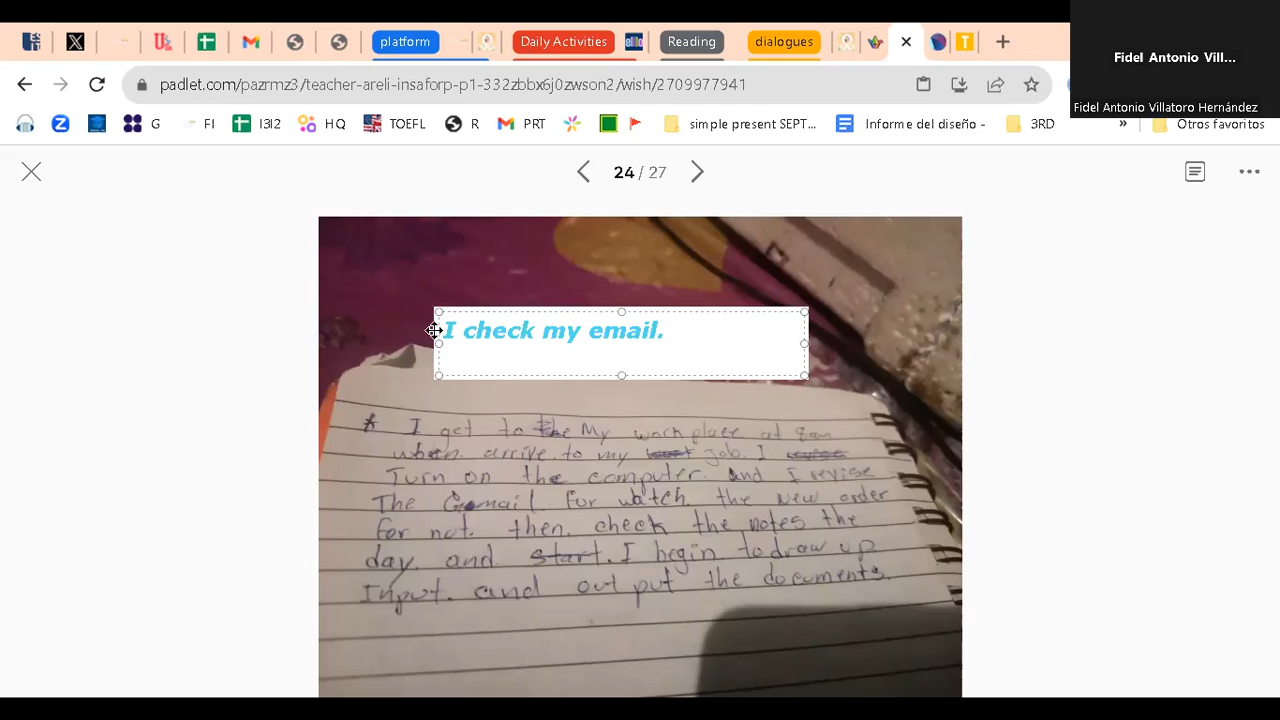 platform
Daily Activities
Reading
dialogues
Fidel Antonio Vill...
Fidel Antonio Villatoro Hernández
padlet.com/pazrmz3/teacher-areli-insaforp-p1-332zbbx6j0zwson2/wish/2709977941
G
FI
I3I2
HQ
TOEFL
R
PRT
simple present SEPT...
Informe del diseño -
3RD
»
Otros favoritos
24 / 27
I check my email.
* I get to the My work place at 8am
when arrive to my job. I
Turn on the computer. and I revise
The Gmail For watch the New order
for not. then. check the notes the
day. and start. I begin to draw up
Input. and out put the documents.